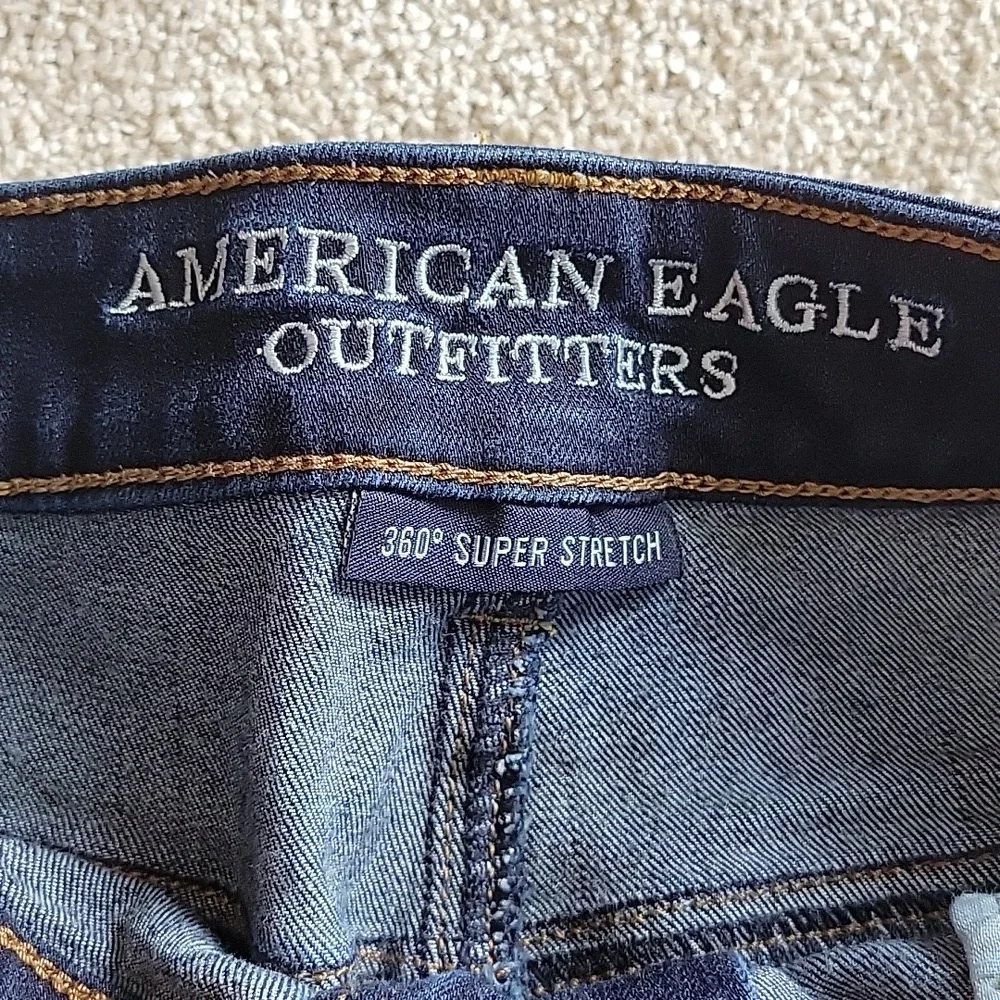 AMERICAN EAGLE
OUTFITTERS
360° SUPER STRETCH